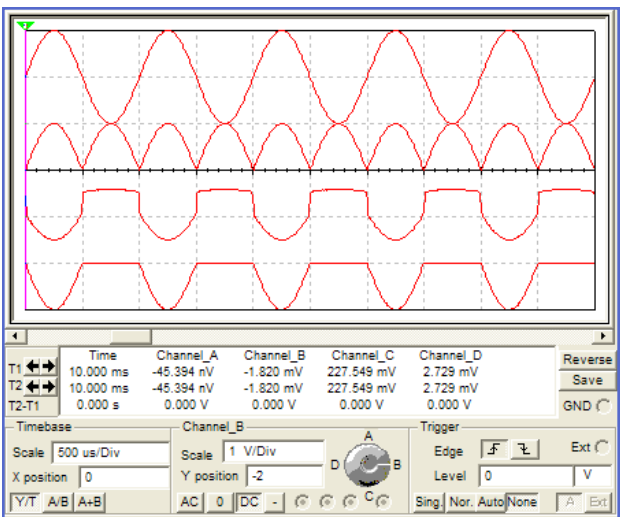 2
Time Channel_A Channel_B Channel_C Channel_D
T1 10.000 ms -45.394 nV -1.820 mV 227.549 mV 2.729 mV
T2 10.000 ms -45.394 nV -1.820 mV 227.549 mV 2.729 mV
T2-T1 0.000 s 0.000 V 0.000 V 0.000 V 0.000 V
Reverse
Save
GND
Timebase
Scale 500 us/Div
X position 0
Y/T A/B A+B
Channel_B
Scale 1 V/Div
Y position -2
AC 0 DC -
A
B
C
D
Trigger
Edge Ext
Level 0 V
Sing. Nor. Auto None A Ext